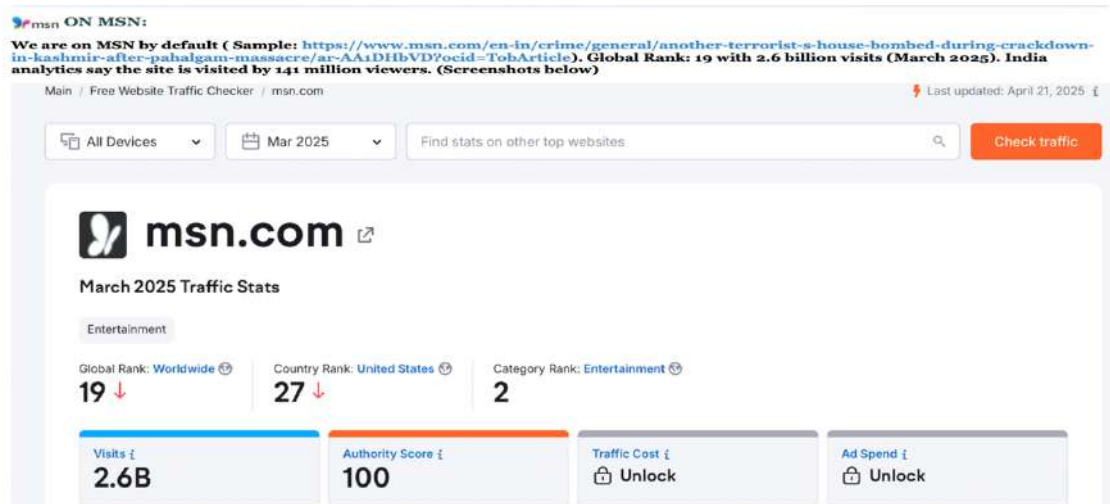 msn ON MSN:
We are on MSN by default ( Sample: https://www.msn.com/en-in/crime/general/another-terrorist-s-house-bombed-during-crackdown-
in-kashmir-after-pahalgam-massacre/ar-AA1DHbVD?ocid=TobArticle). Global Rank: 19 with 2.6 billion visits (March 2025). India
analytics say the site is visited by 141 million viewers. (Screenshots below)
Main / Free Website Traffic Checker / msn.com
Last updated: April 21, 2025 i
All Devices
Mar 2025
Find stats on other top websites
Check traffic
msn.com
March 2025 Traffic Stats
Entertainment
Global Rank: Worldwide
19 ↓
Country Rank: United States
27 ↓
Category Rank: Entertainment
2
Visits i
2.6B
Authority Score i
100
Traffic Cost i
Unlock
Ad Spend i
Unlock